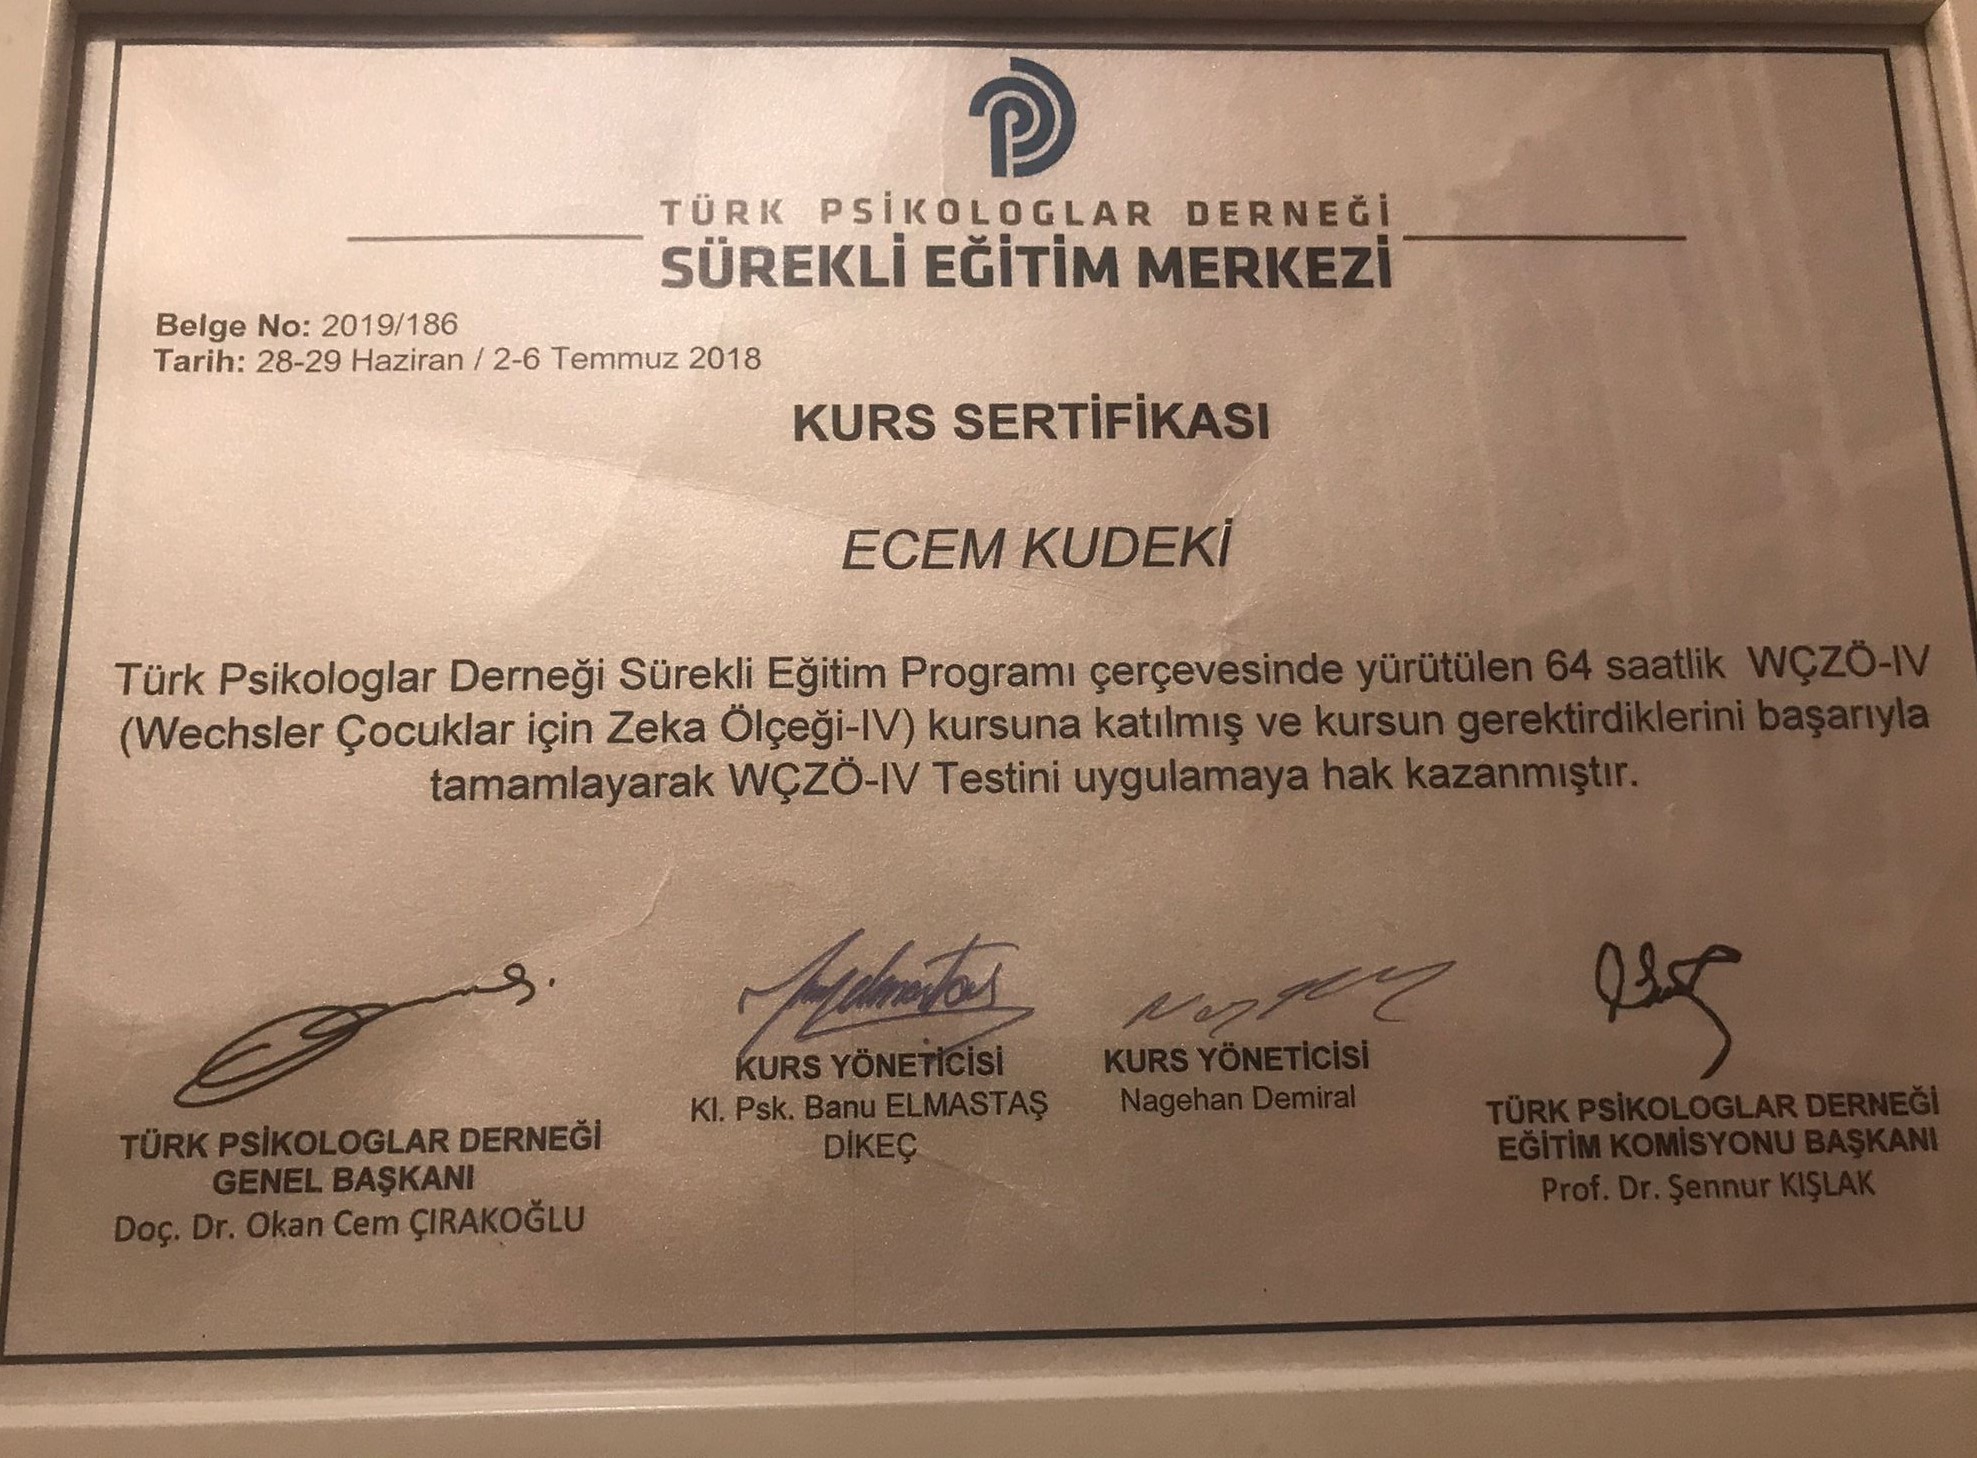 TÜRK PSİKOLOGLAR DERNEĞİ
SÜREKLİ EĞİTİM MERKEZİ
Belge No: 2019/186
Tarih: 28-29 Haziran / 2-6 Temmuz 2018
KURS SERTİFİKASI
ECEM KUDEKİ
Türk Psikologlar Derneği Sürekli Eğitim Programı çerçevesinde yürütülen 64 saatlik WÇZÖ-IV
(Wechsler Çocuklar için Zeka Ölçeği-IV) kursuna katılmış ve kursun gerektirdiklerini başarıyla
tamamlayarak WÇZÖ-IV Testini uygulamaya hak kazanmıştır.
TÜRK PSİKOLOGLAR DERNEĞİ
GENEL BAŞKANI
Doç. Dr. Okan Cem ÇIRAKOĞLU
KURS YÖNETİCİSİ
Kl. Psk. Banu ELMASTAŞ
DİKEÇ
KURS YÖNETİCİSİ
Nagehan Demiral
TÜRK PSİKOLOGLAR DERNEĞİ
EĞİTİM KOMİSYONU BAŞKANI
Prof. Dr. Şennur KIŞLAK